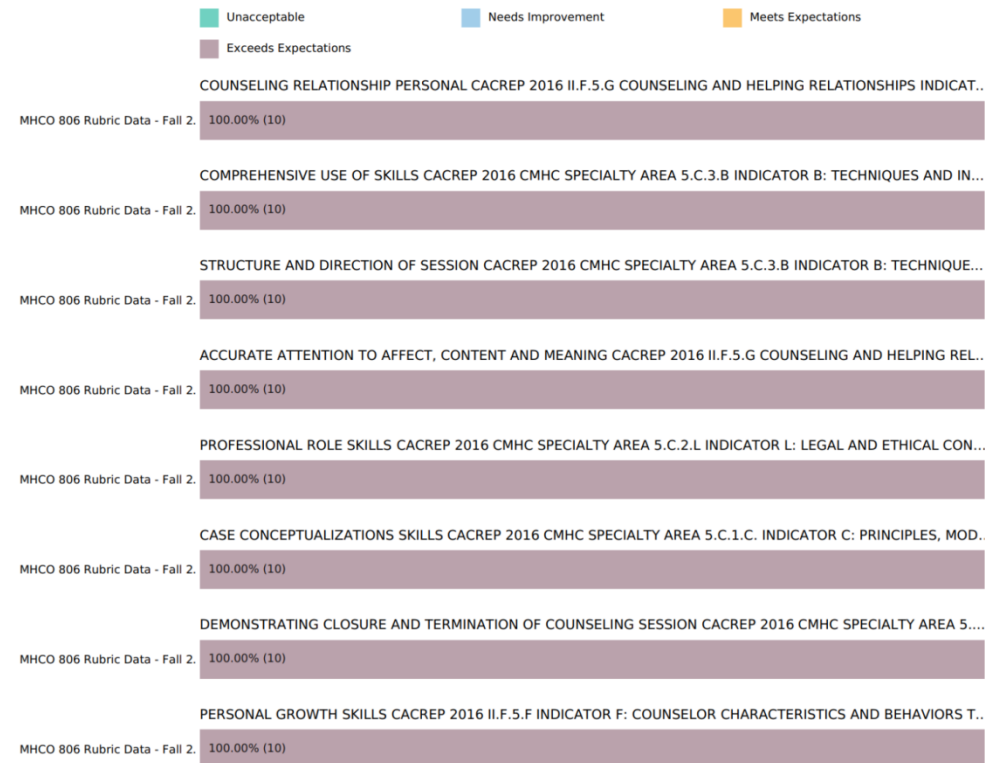 Unacceptable Needs Improvement Meets Expectations
Exceeds Expectations
COUNSELING RELATIONSHIP PERSONAL CACREP 2016 II.F.5.G COUNSELING AND HELPING RELATIONSHIPS INDICAT..
MHCO 806 Rubric Data - Fall 2. 100.00% (10)
COMPREHENSIVE USE OF SKILLS CACREP 2016 CMHC SPECIALTY AREA 5.C.3.B INDICATOR B: TECHNIQUES AND IN...
MHCO 806 Rubric Data - Fall 2. 100.00% (10)
STRUCTURE AND DIRECTION OF SESSION CACREP 2016 CMHC SPECIALTY AREA 5.C.3.B INDICATOR B: TECHNIQUE...
MHCO 806 Rubric Data - Fall 2. 100.00% (10)
ACCURATE ATTENTION TO AFFECT, CONTENT AND MEANING CACREP 2016 II.F.5.G COUNSELING AND HELPING REL..
MHCO 806 Rubric Data - Fall 2. 100.00% (10)
PROFESSIONAL ROLE SKILLS CACREP 2016 CMHC SPECIALTY AREA 5.C.2.L INDICATOR L: LEGAL AND ETHICAL CON...
MHCO 806 Rubric Data - Fall 2. 100.00% (10)
CASE CONCEPTUALIZATIONS SKILLS CACREP 2016 CMHC SPECIALTY AREA 5.C.1.C. INDICATOR C: PRINCIPLES, MOD..
MHCO 806 Rubric Data - Fall 2. 100.00% (10)
DEMONSTRATING CLOSURE AND TERMINATION OF COUNSELING SESSION CACREP 2016 CMHC SPECIALTY AREA 5....
MHCO 806 Rubric Data - Fall 2. 100.00% (10)
PERSONAL GROWTH SKILLS CACREP 2016 II.F.5.F INDICATOR F: COUNSELOR CHARACTERISTICS AND BEHAVIORS T..
MHCO 806 Rubric Data - Fall 2. 100.00% (10)